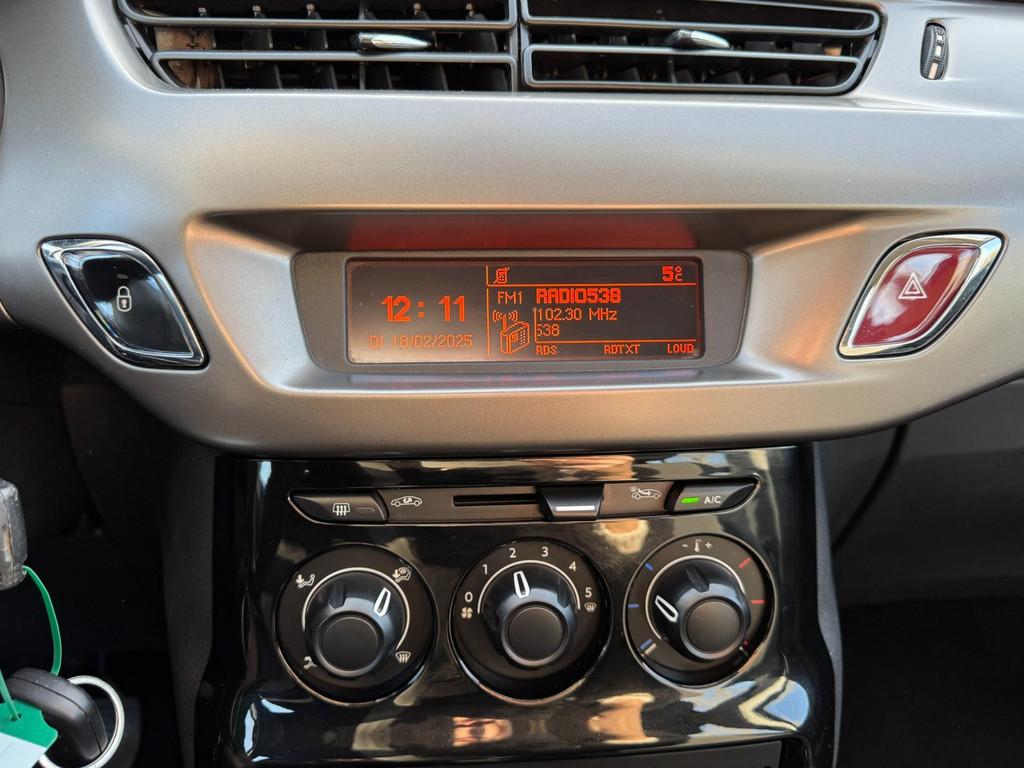 5°C
12:11
FM1 RADIO538
102.30 MHz
538
DI 18/02/2025
RDS RDTXT LOUD
A/C
0 1 2 3 4 5
- +